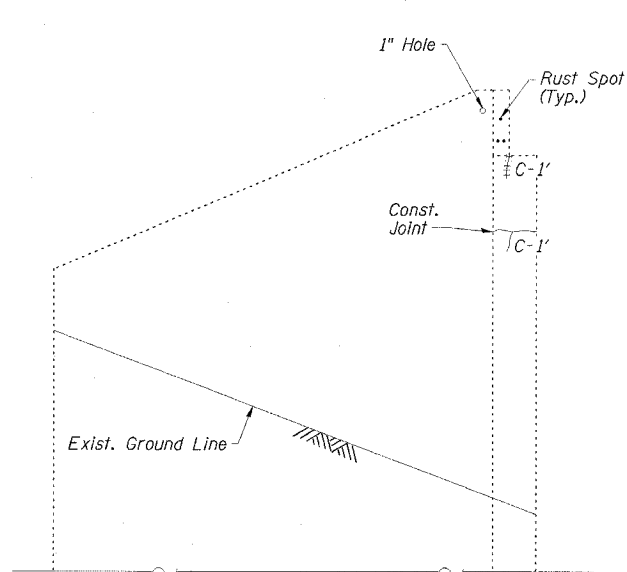 1" Hole
Rust Spot
(Typ.)
C-1'
Const.
Joint
C-1'
Exist. Ground Line